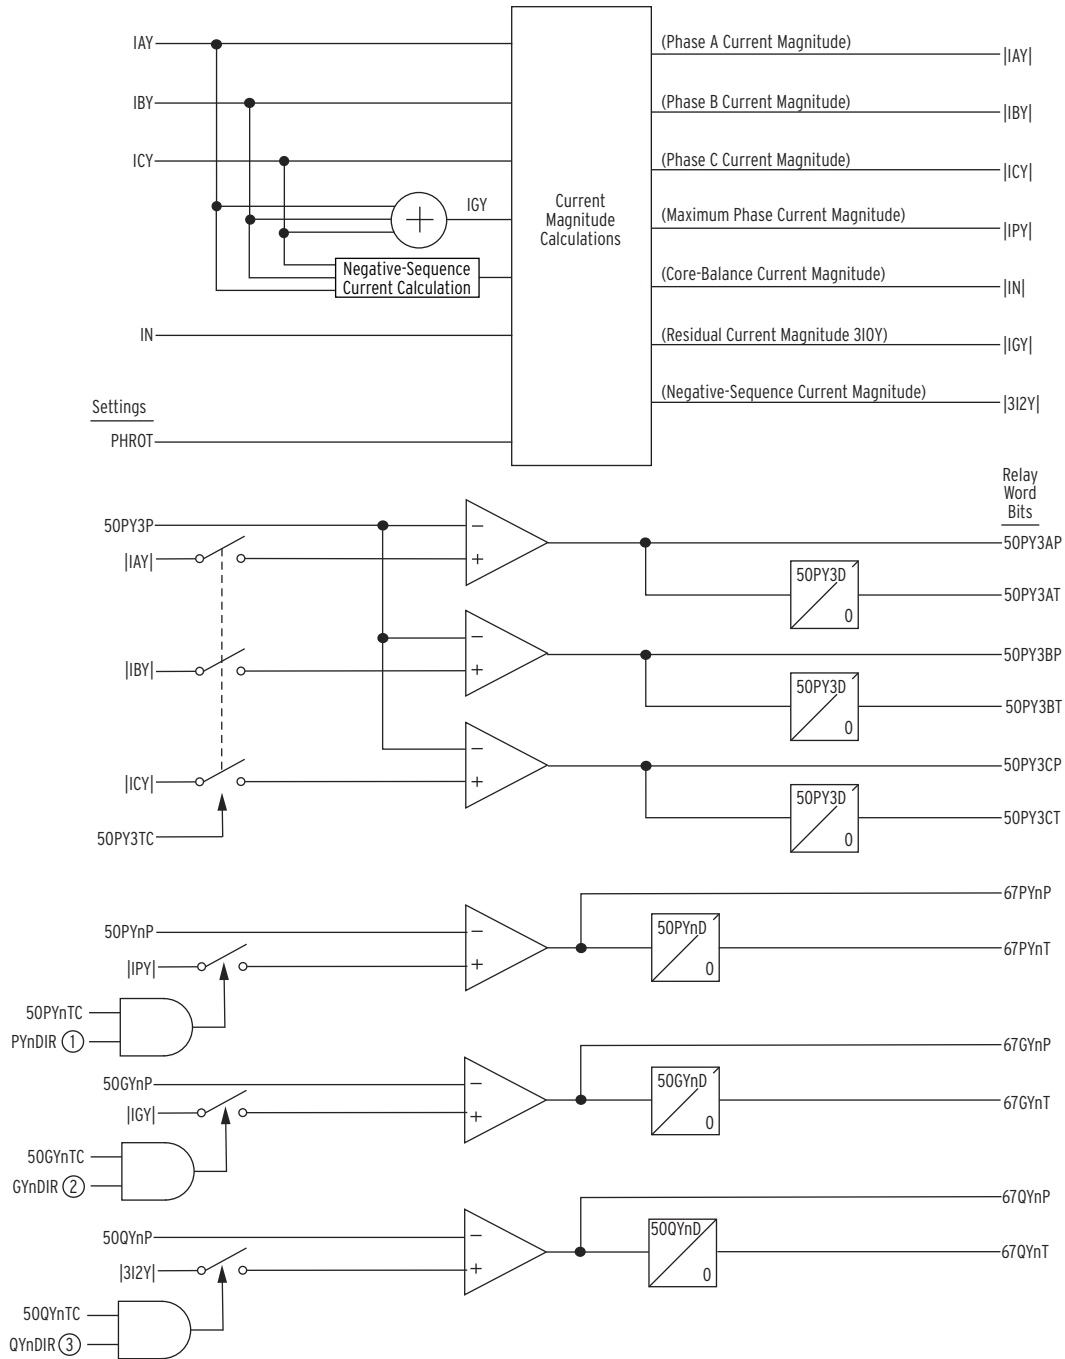 IAY
(Phase A Current Magnitude)
|IAY|
IBY
(Phase B Current Magnitude)
|IBY|
ICY
(Phase C Current Magnitude)
|ICY|
IGY
Current
Magnitude
Calculations
(Maximum Phase Current Magnitude)
|IPY|
Negative-Sequence
Current Calculation
(Core-Balance Current Magnitude)
|IN|
IN
(Residual Current Magnitude 3I0Y)
|IGY|
(Negative-Sequence Current Magnitude)
|3I2Y|
Settings
PHROT
Relay
Word
Bits
50PY3P
−
|IAY|
+
50PY3AP
50PY3D
0
50PY3AT
−
|IBY|
+
50PY3BP
50PY3D
0
50PY3BT
−
|ICY|
+
50PY3CP
50PY3D
0
50PY3CT
50PY3TC
67PYnP
50PYnP
−
|IPY|
+
50PYnD
0
67PYnT
50PYnTC
PYnDIR 1
67GYnP
50GYnP
−
|IGY|
+
50GYnD
0
67GYnT
50GYnTC
GYnDIR 2
67QYnP
50QYnP
−
|3I2Y|
+
50QYnD
0
67QYnT
50QYnTC
QYnDIR 3